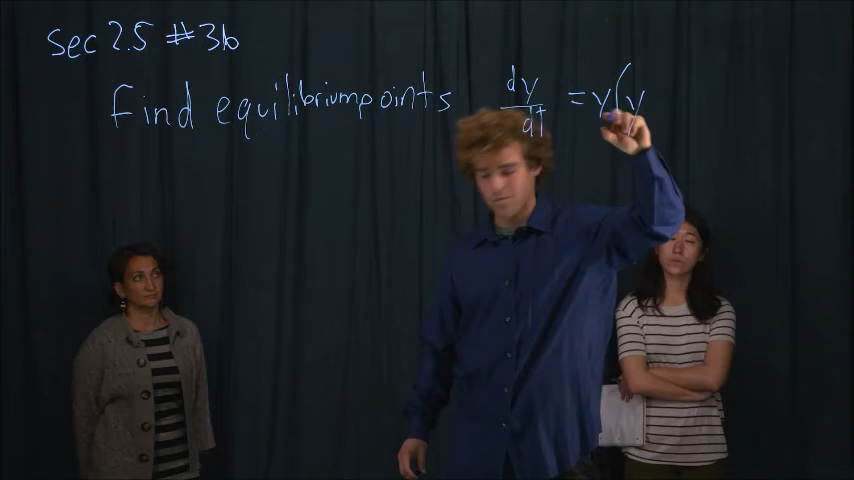 Sec 2.5 #3b
Find equilibrium points dy/dt = y(y